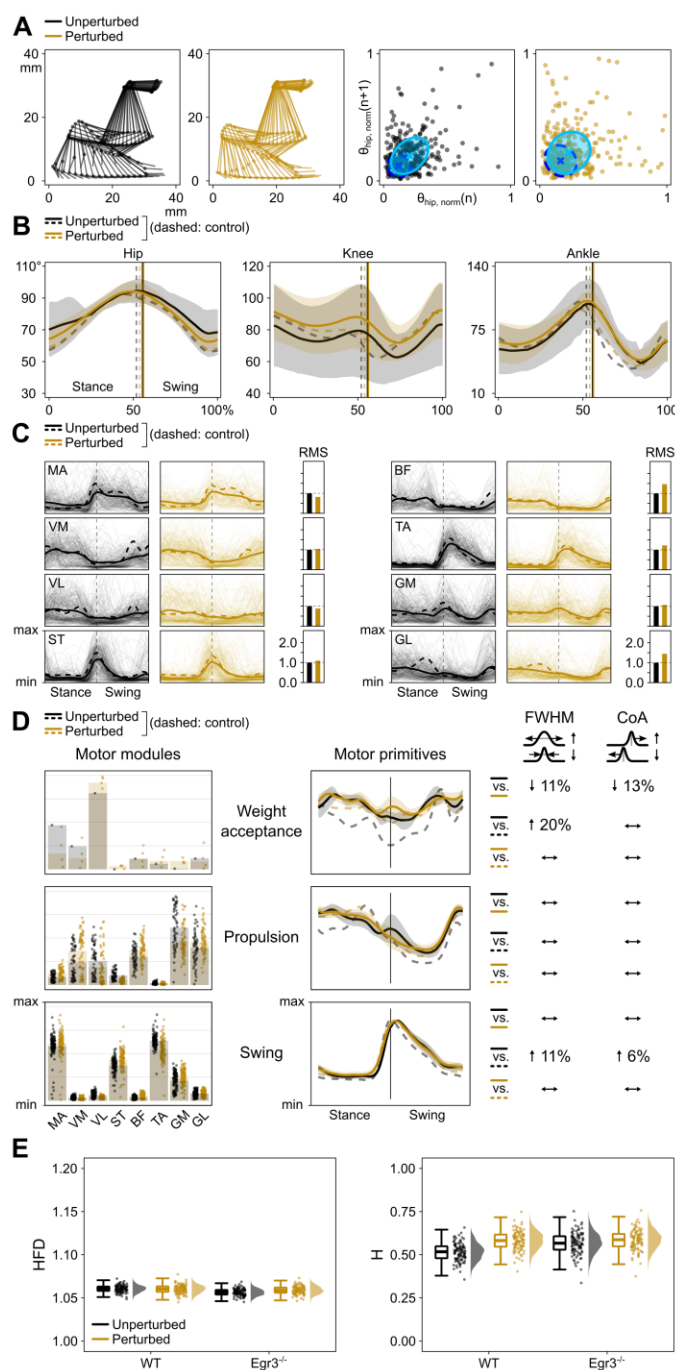 A
Unperturbed
Perturbed
40
mm
20
0
0 20 40
mm
0 20 40
1
θhip, norm(n+1)
0
0 1
θhip, norm(n)
1
0
0 1
B
Unperturbed
Perturbed
(dashed: control)
Hip Knee Ankle
110°
90
70
50
30
Stance Swing
0 50 100%
120
100
80
60
40
0 50 100
140
75
10
0 50 100
C
Unperturbed
Perturbed
(dashed: control)
RMS RMS
MA BF
VM TA
VL GM
max max
ST GL
2.0 2.0
1.0 1.0
0.0 0.0
min min
Stance Swing Stance Swing
D
Unperturbed
Perturbed
(dashed: control)
FWHM CoA
↑ ↑
↓ ↓
Motor modules Motor primitives
Weight
acceptance
vs. ↓ 11% ↓ 13%
vs. ↑ 20% ↔
vs. ↔ ↔
Propulsion
vs. ↔ ↔
vs. ↔ ↔
vs. ↔ ↔
max max
Swing
vs. ↔ ↔
vs. ↑ 11% ↑ 6%
vs. ↔ ↔
min min
MA VM VL ST BF TA GM GL
Stance Swing
E
HFD
1.20
1.15
1.10
1.05
1.00
Unperturbed
Perturbed
WT Egr3-/-
H
1.00
0.75
0.50
0.25
0.00
WT Egr3-/-